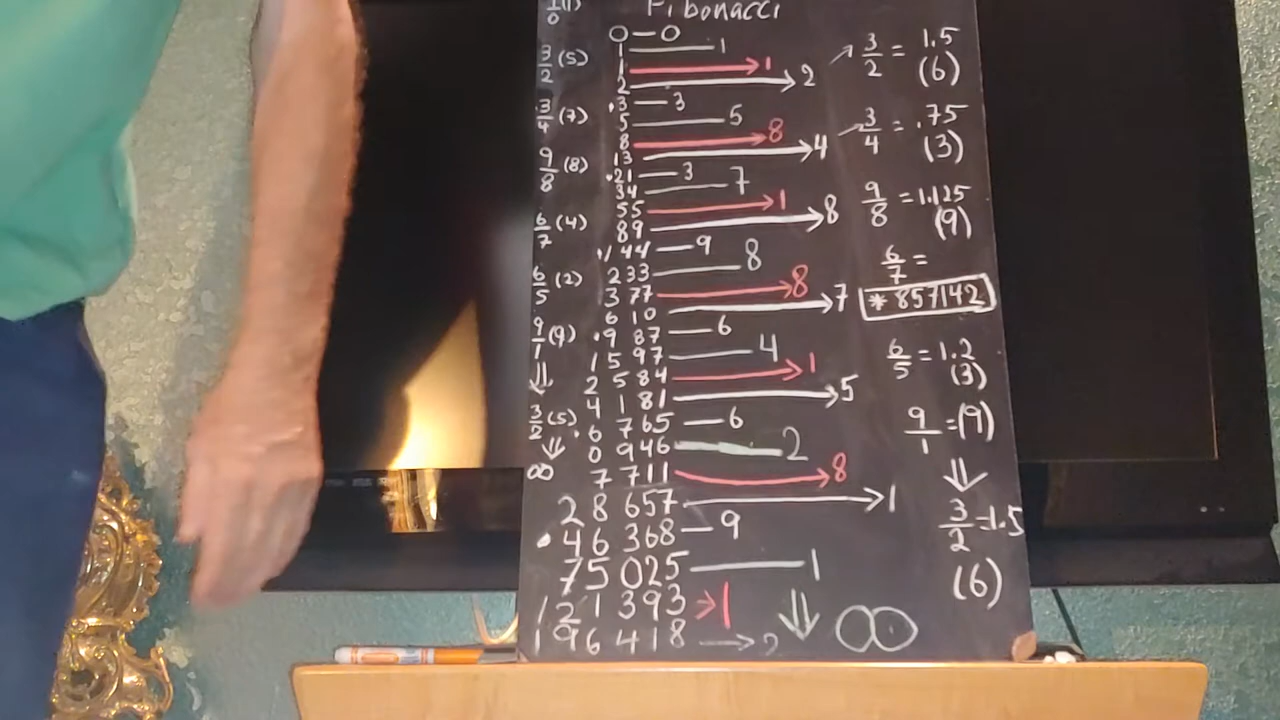 Fibonacci
0 — 0
3/2 (5) 1 — 1
1 → 1
2 → 2
3/4 (7) .3 — 3
5 — 5
8 → 8
9/8 (8) 13 → 4
.21 — 3
34 — 7
55 → 1
6/7 (4) 89 → 8
144 — 9
6/5 (2) 233 — 8
377 → 8
610 → 7
9/1 (9) .987 — 6
1597 — 4
⇓ 2584 → 1
4181 → 5
3/2 (5) .6765 — 6
⇓ 0946 — 2
∞ 7711 → 8
28657 → 1
.46368 — 9
75025 — 1
121393 → 1
196418 → 2
⇓ ∞
→ 3/2 = 1.5
(6)
→ 3/4 = .75
(3)
9/8 = 1.125
(9)
6/7 =
* 857142
6/5 = 1.2
(3)
9/1 = (9)
⇓
3/2 = 1.5
(6)